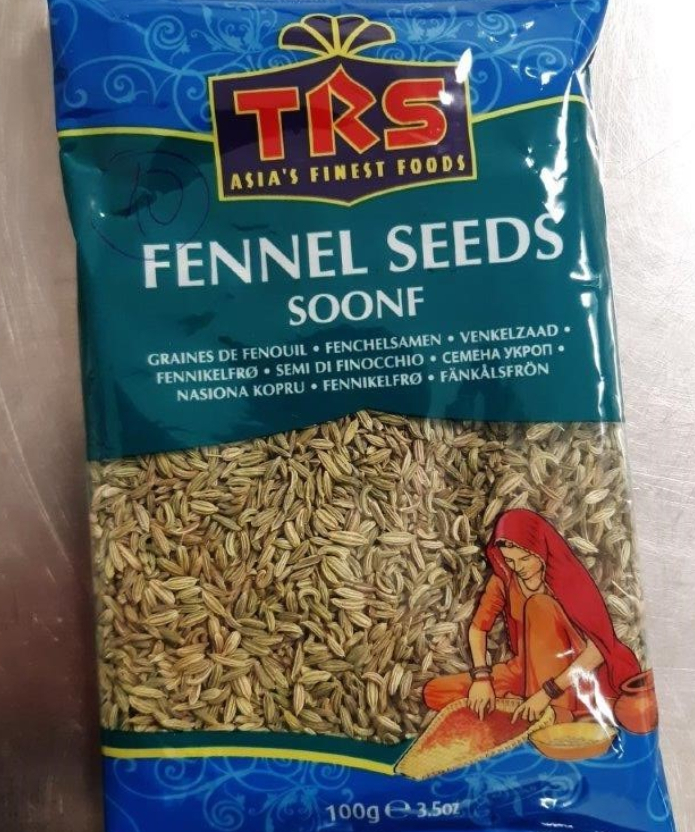 TRS
ASIA'S FINEST FOODS
FENNEL SEEDS
SOONF
GRAINES DE FENOUIL • FENCHELSAMEN • VENKELZAAD •
FENNIKELFRØ • SEMI DI FINOCCHIO • СЕМЕНА УКРОП •
NASIONA KOPRU • FENNIKELFRØ • FÄNKÅLSFRÖN
100g ℮ 3.5oz